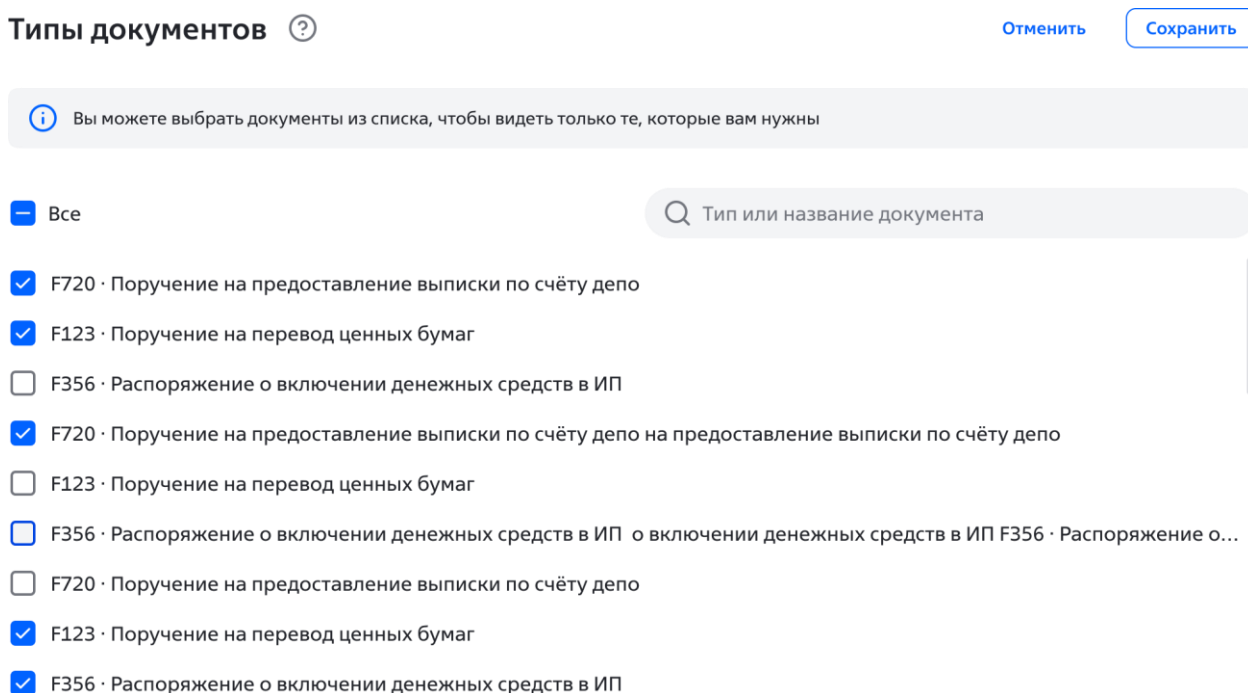 Типы документов ?
Отменить
Сохранить
Вы можете выбрать документы из списка, чтобы видеть только те, которые вам нужны
Все
Тип или название документа
F720 · Поручение на предоставление выписки по счёту депо
F123 · Поручение на перевод ценных бумаг
F356 · Распоряжение о включении денежных средств в ИП
F720 · Поручение на предоставление выписки по счёту депо на предоставление выписки по счёту депо
F123 · Поручение на перевод ценных бумаг
F356 · Распоряжение о включении денежных средств в ИП о включении денежных средств в ИП F356 · Распоряжение о...
F720 · Поручение на предоставление выписки по счёту депо
F123 · Поручение на перевод ценных бумаг
F356 · Распоряжение о включении денежных средств в ИП